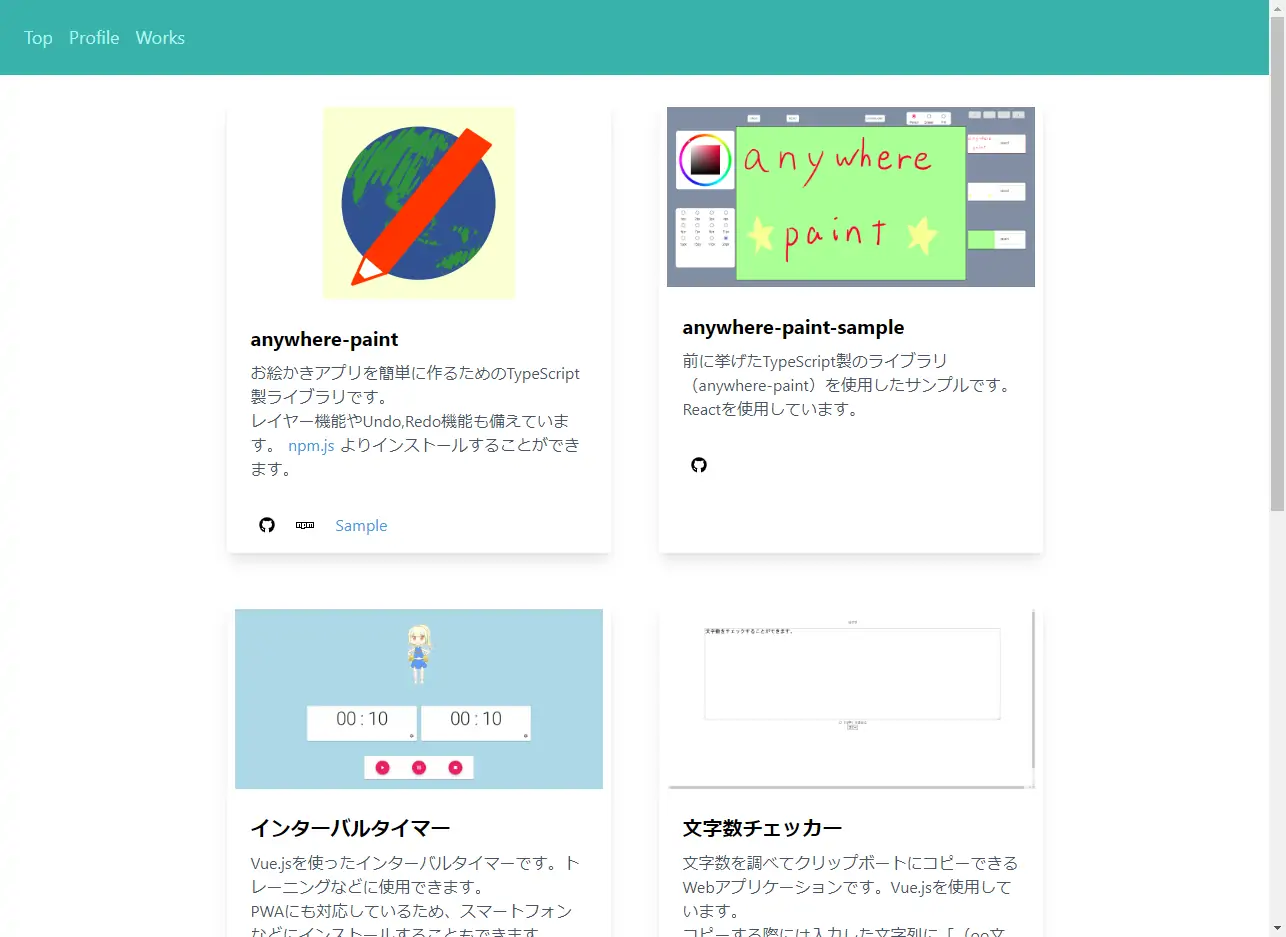 Top Profile Works
anywhere
paint
anywhere-paint
お絵かきアプリを簡単に作るためのTypeScript
製ライブラリです。
レイヤー機能やUndo,Redo機能も備えていま
す。 npm.js よりインストールすることができ
ます。
npm Sample
anywhere-paint-sample
前に挙げたTypeScript製のライブラリ
（anywhere-paint）を使用したサンプルです。
Reactを使用しています。
00 : 10 00 : 10
インターバルタイマー
Vue.jsを使ったインターバルタイマーです。ト
レーニングなどに使用できます。
PWAにも対応しているため、スマートフォン
などにインストールすることもできます。
文字数をチェックすることができます。
文字数チェッカー
文字数を調べてクリップボートにコピーできる
Webアプリケーションです。Vue.jsを使用して
います。
コピーする際には入力した文字列に「（oo文